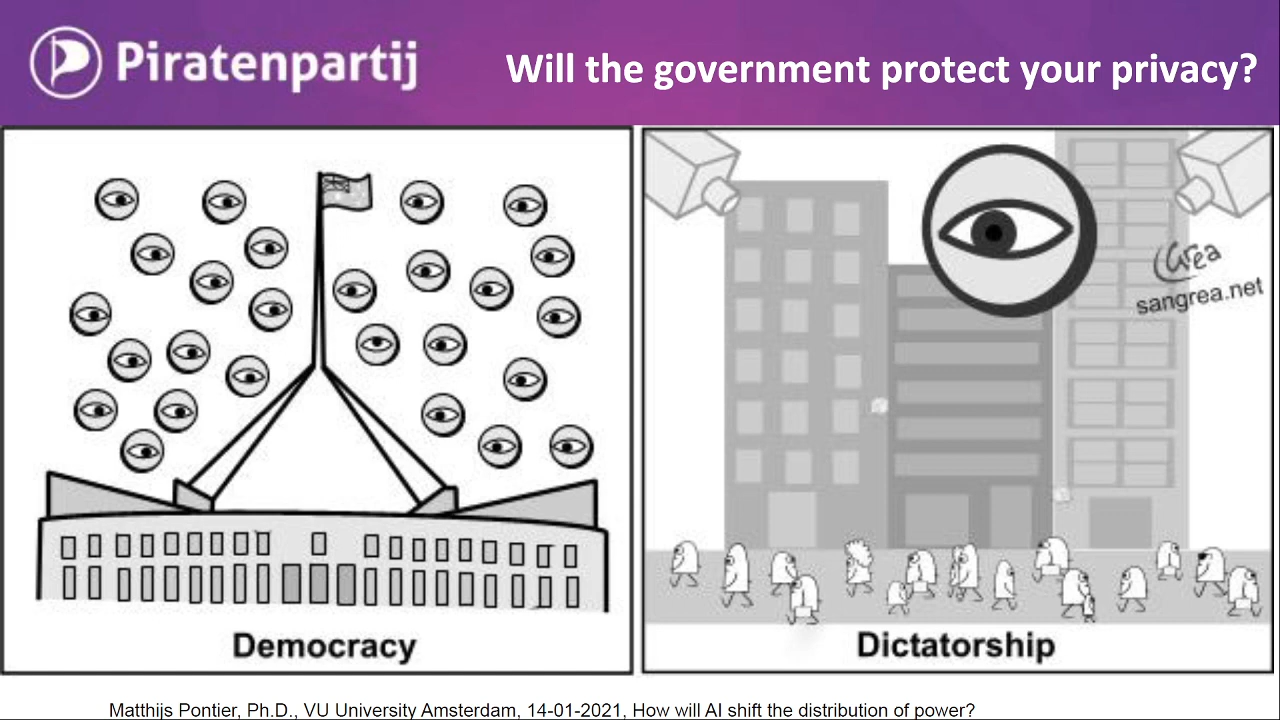 Piratenpartij
Will the government protect your privacy?
sangrea.net
Democracy
Dictatorship
Matthijs Pontier, Ph.D., VU University Amsterdam, 14-01-2021, How will AI shift the distribution of power?